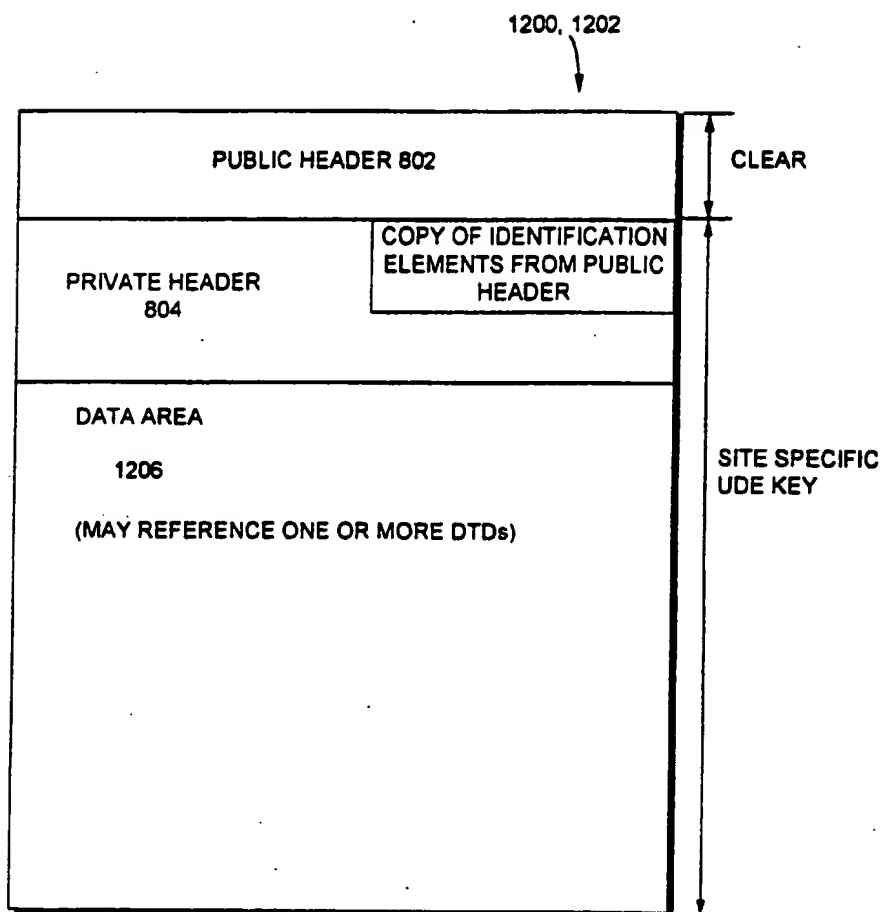 1200, 1202
PUBLIC HEADER 802
CLEAR
COPY OF IDENTIFICATION
ELEMENTS FROM PUBLIC
HEADER
PRIVATE HEADER
804
DATA AREA
1206
(MAY REFERENCE ONE OR MORE DTDs)
SITE SPECIFIC
UDE KEY